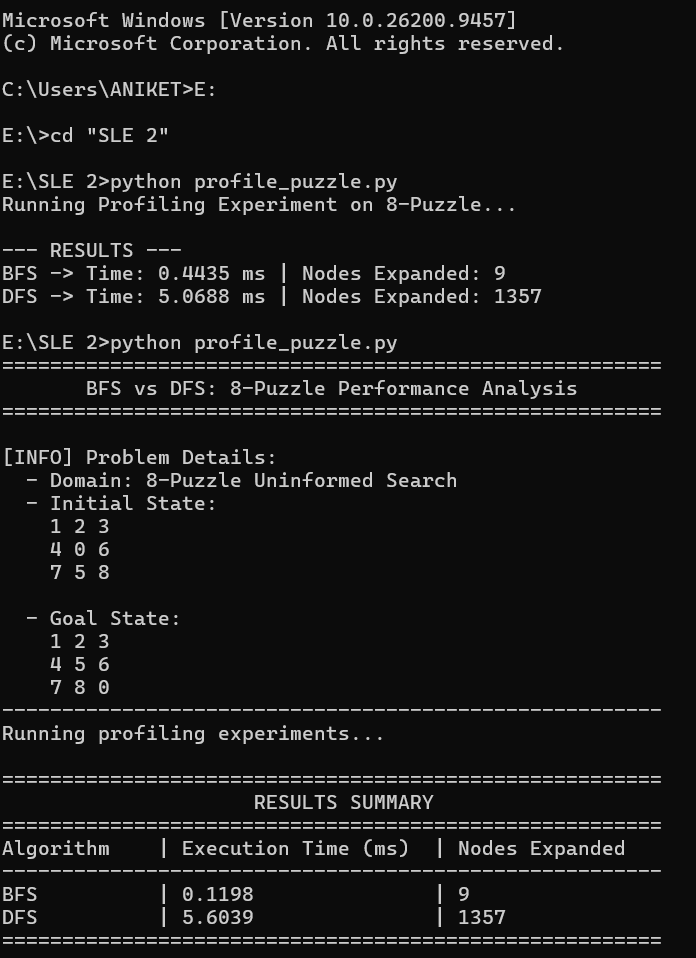 Microsoft Windows [Version 10.0.26200.9457]
(c) Microsoft Corporation. All rights reserved.

C:\Users\ANIKET>E:

E:\>cd "SLE 2"

E:\SLE 2>python profile_puzzle.py
Running Profiling Experiment on 8-Puzzle...

--- RESULTS ---
BFS -> Time: 0.4435 ms | Nodes Expanded: 9
DFS -> Time: 5.0688 ms | Nodes Expanded: 1357

E:\SLE 2>python profile_puzzle.py
=======================================================
       BFS vs DFS: 8-Puzzle Performance Analysis
=======================================================

[INFO] Problem Details:
  - Domain: 8-Puzzle Uninformed Search
  - Initial State:
    1 2 3
    4 0 6
    7 5 8

  - Goal State:
    1 2 3
    4 5 6
    7 8 0
-------------------------------------------------------
Running profiling experiments...

=======================================================
                     RESULTS SUMMARY
=======================================================
Algorithm    | Execution Time (ms)  | Nodes Expanded
-------------------------------------------------------
BFS          | 0.1198               | 9
DFS          | 5.6039               | 1357
=======================================================